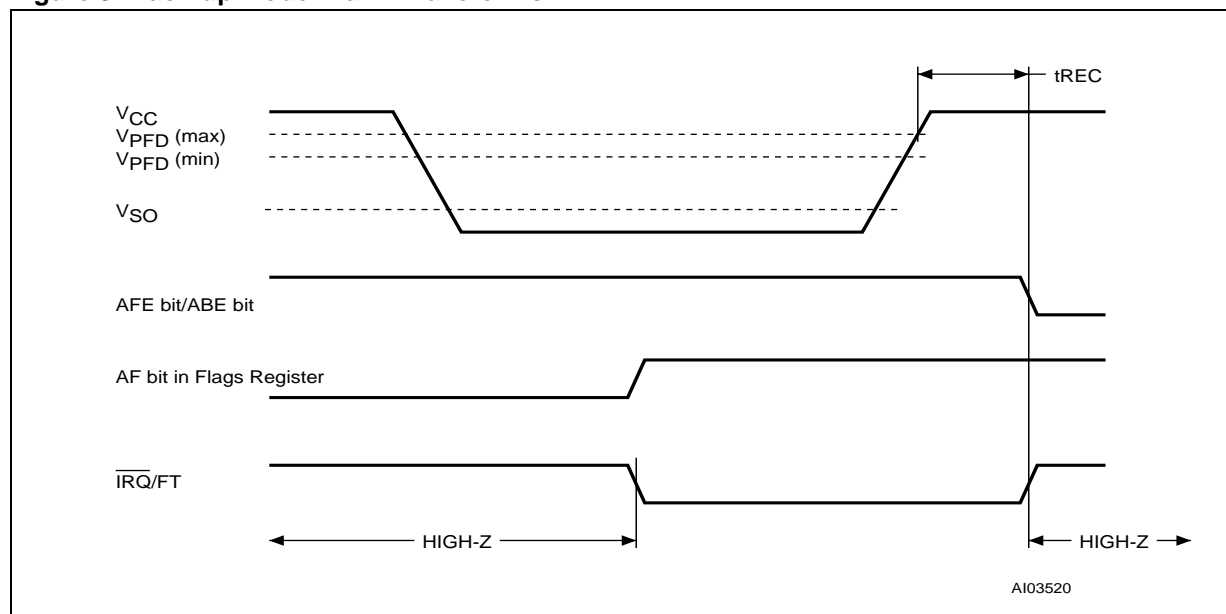 tREC
VCC
VPFD (max)
VPFD (min)
VSO
AFE bit/ABE bit
AF bit in Flags Register
IRQ/FT
HIGH-Z
HIGH-Z
AI03520